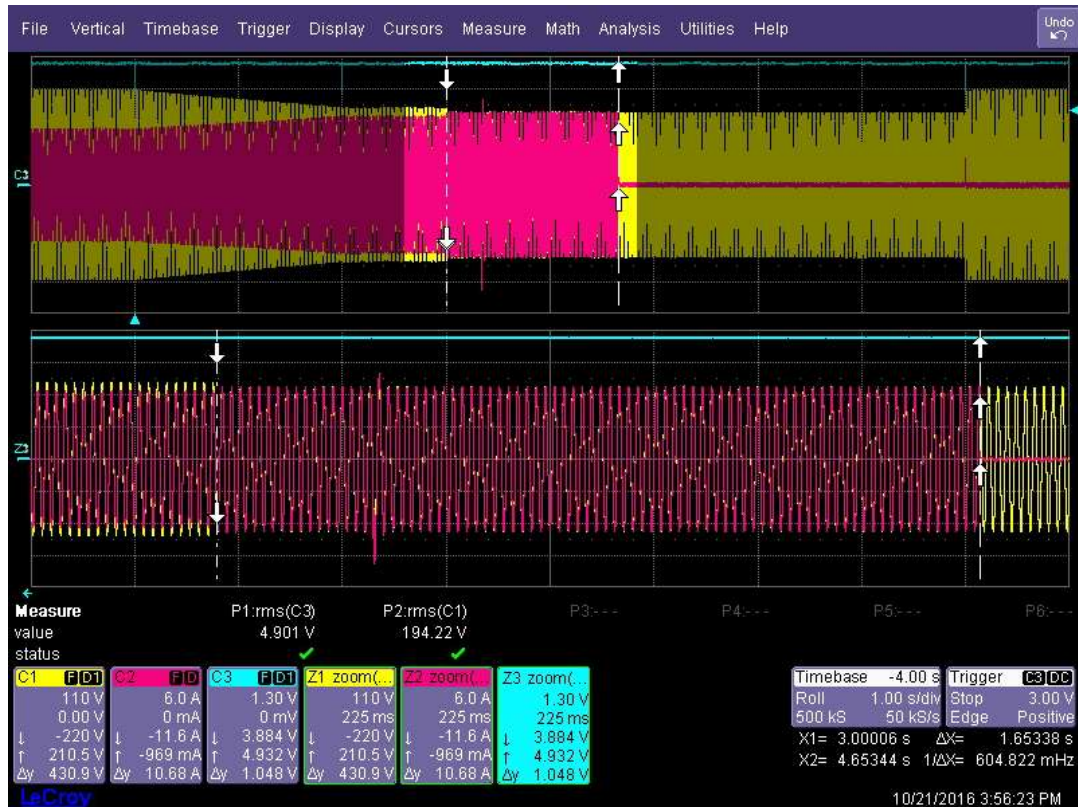 File Vertical Timebase Trigger Display Cursors Measure Math Analysis Utilities Help Undo
C3
Z3
Measure P1:rms(C3) P2:rms(C1) P3:--- P4:--- P5:--- P6:---
value 4.901 V 194.22 V
status
C1 F D1 C2 F D C3 F D1 Z1 zoom(... Z2 zoom(... Z3 zoom(... Timebase -4.00 s Trigger C3 DC
110 V 6.0 A 1.30 V 110 V 6.0 A 1.30 V Roll 1.00 s/div Stop 3.00 V
0.00 V 0 mA 0 mV 225 ms 225 ms 225 ms 500 kS 50 kS/s Edge Positive
↓ -220 V ↓ -11.6 A ↓ 3.884 V ↓ -220 V ↓ -11.6 A ↓ 3.884 V X1= 3.00006 s ΔX= 1.65338 s
↑ 210.5 V ↑ -969 mA ↑ 4.932 V ↑ 210.5 V ↑ -969 mA ↑ 4.932 V X2= 4.65344 s 1/ΔX= 604.822 mHz
Δy 430.9 V Δy 10.68 A Δy 1.048 V Δy 430.9 V Δy 10.68 A Δy 1.048 V
LeCroy 10/21/2016 3:56:23 PM